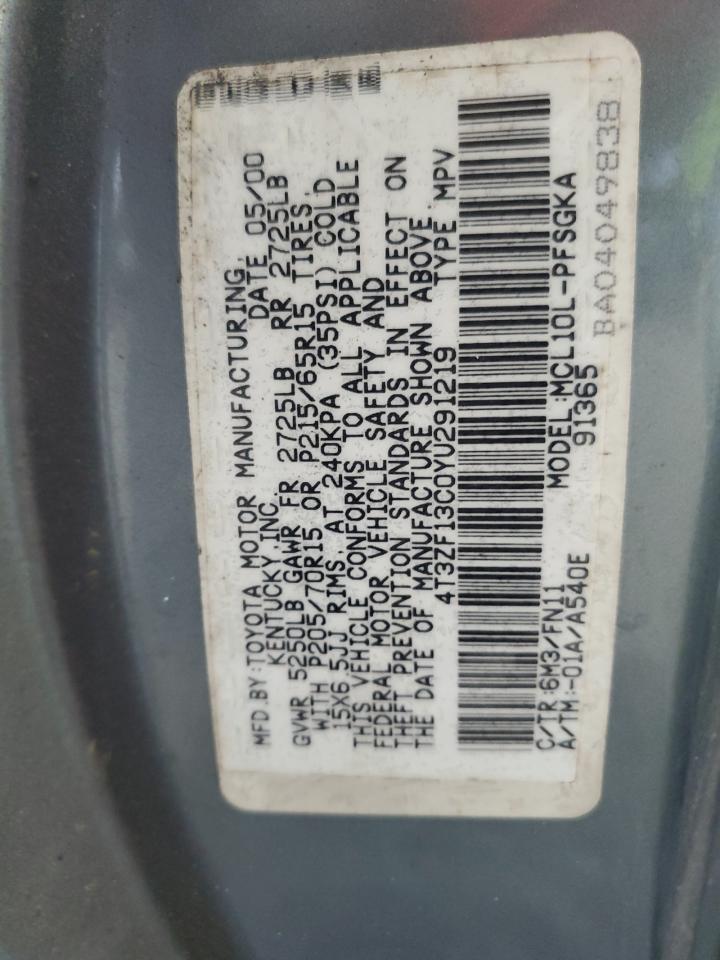 MFD.BY:TOYOTA MOTOR MANUFACTURING,
KENTUCKY,INC. DATE 05/00
GVWR 5250LB GAWR FR 2725LB RR 2725LB
WITH P205/70R15 OR P215/65R15 TIRES,
15X6.5JJ RIMS, AT 240KPA (35PSI) COLD
THIS VEHICLE CONFORMS TO ALL APPLICABLE
FEDERAL MOTOR VEHICLE SAFETY AND
THEFT PREVENTION STANDARDS IN EFFECT ON
THE DATE OF MANUFACTURE SHOWN ABOVE.
4T3ZF13C0YU291219 TYPE MPV
C/TR:6M3/FN11 MODEL:MCL10L-PFSGKA
A/TM:-01A/A540E 91365
BA04049838